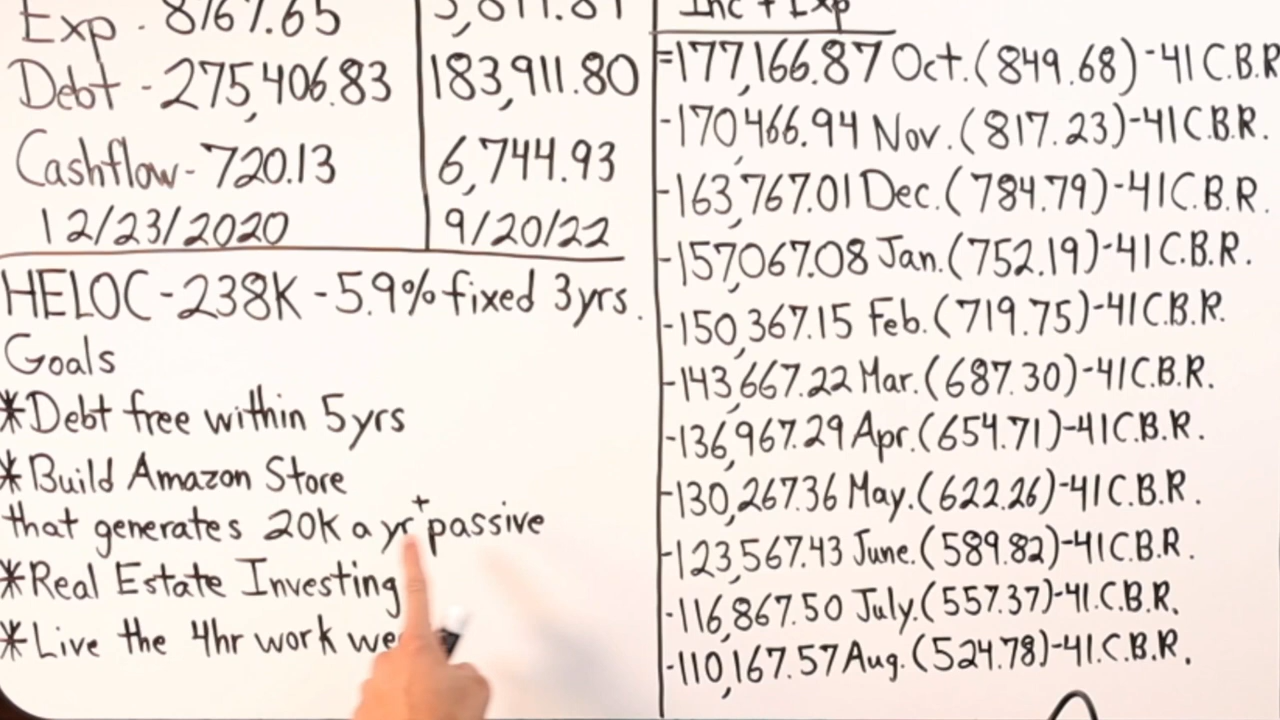 Exp - 8767.65
Debt - 275,406.83
183,911.80
Cashflow - 720.13
6,744.93
12/23/2020
9/20/22
HELOC - 238K - 5.9% fixed 3yrs.
Goals
*Debt free within 5yrs
*Build Amazon Store
that generates 20K a yr+ passive
*Real Estate Investing
*Live the 4hr work
Inc + Exp
=177,166.87 Oct. (849.68) -41 C.B.R
-170,466.94 Nov. (817.23) -41 C.B.R.
-163,767.01 Dec. (784.79) -41 C.B.R.
-157,067.08 Jan. (752.19) -41 C.B.R.
-150,367.15 Feb. (719.75) -41 C.B.R.
-143,667.22 Mar. (687.30) -41 C.B.R.
-136,967.29 Apr. (654.71) -41 C.B.R.
-130,267.36 May. (622.26) -41 C.B.R.
-123,567.43 June. (589.82) -41 C.B.R.
-116,867.50 July. (557.37) -41. C.B.R.
-110,167.57 Aug. (524.78) -41. C.B.R.